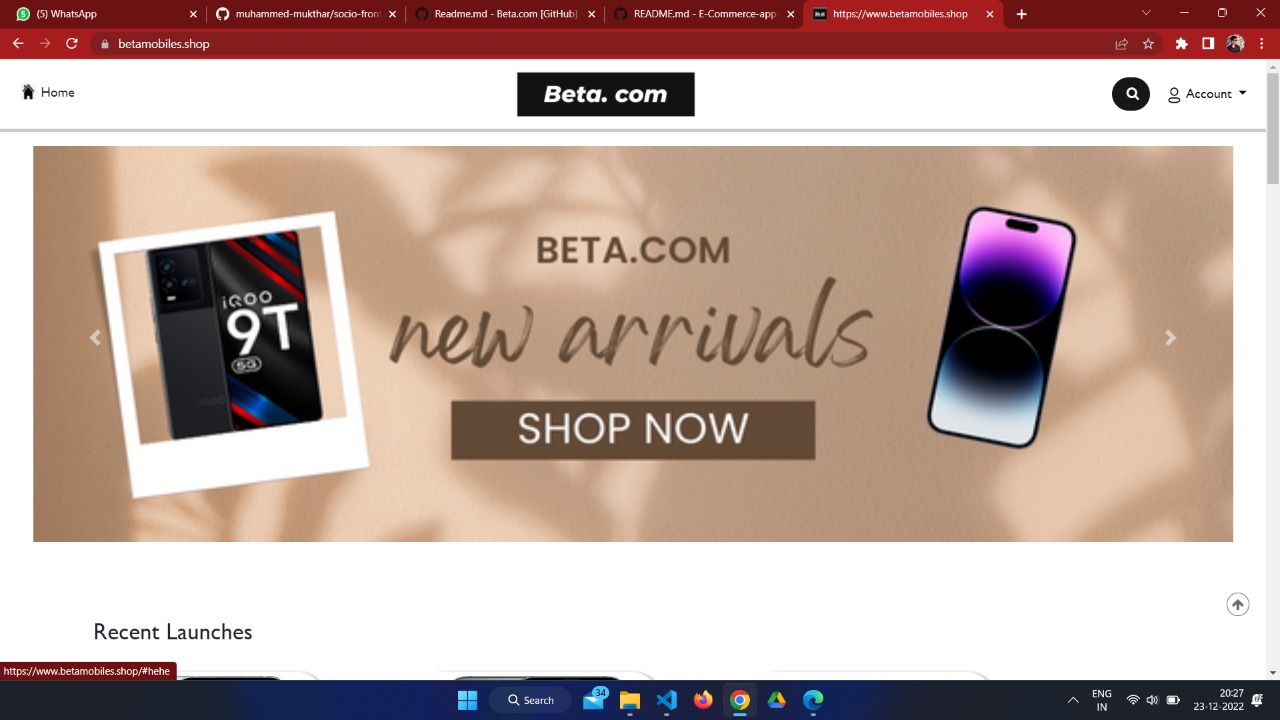 (5) WhatsApp
muhammed-mukthar/socio-front
Readme.md - Beta.com [GitHub]
README.md - E-Commerce-app-
https://www.betamobiles.shop
betamobiles.shop
Home
Beta. com
Account
BETA.COM
iQOO
9T
5G
new arrivals
SHOP NOW
Recent Launches
https://www.betamobiles.shop/#hehe
Search
34
ENG
IN
20:27
23-12-2022